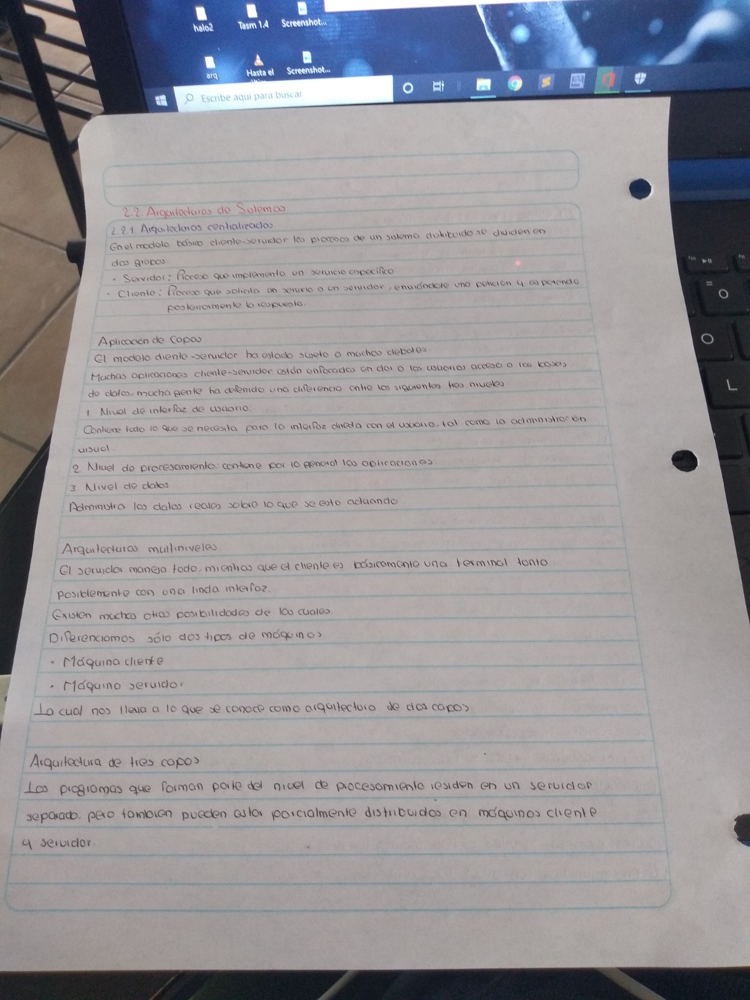 halo2
Tasm 1.4
Screenshot...
arq
Hasta el
Screenshot...
Escribe aquí para buscar
2.2 Arquitecturas de Sistemas
2.2.1. Arquitecturas centralizadas
En el modelo básico cliente-servidor los procesos de un sistema distribuido se dividen en
dos grupos
• Servidor: Proceso que implementa un servicio específico
• Cliente: Proceso que solicita un servicio a un servidor, enviándole una petición y esperando
posteriormente la respuesta.
Aplicación de Capas
El modelo cliente-servidor ha estado sujeto a muchos debates
Muchas aplicaciones cliente-servidor están enfocadas en dar a los usuarios acceso a las bases
de datos, mucha gente ha definido una diferencia entre los siguientes tres niveles
1. Nivel de interfaz de usuario:
Contiene todo lo que se necesita para la interfaz directa con el usuario, tal como la administración
visual.
2. Nivel de procesamiento: contiene por lo general las aplicaciones
3. Nivel de datos
Administra los datos reales sobre lo que se esta actuando
Arquitecturas multiniveles
El servidor maneja todo, mientras que el cliente es básicamente una terminal tonta
posiblemente con una linda interfaz.
Existen muchas otras posibilidades de las cuales
Diferenciamos sólo dos tipos de máquinas
• Máquina cliente
• Máquina servidor
Lo cual nos lleva a lo que se conoce como arquitectura de dos capas.
Arquitectura de tres capas
Los programas que forman parte del nivel de procesamiento residen en un servidor
separado, pero tambien pueden estar parcialmente distribuidos en máquinas cliente
y servidor.
O
L